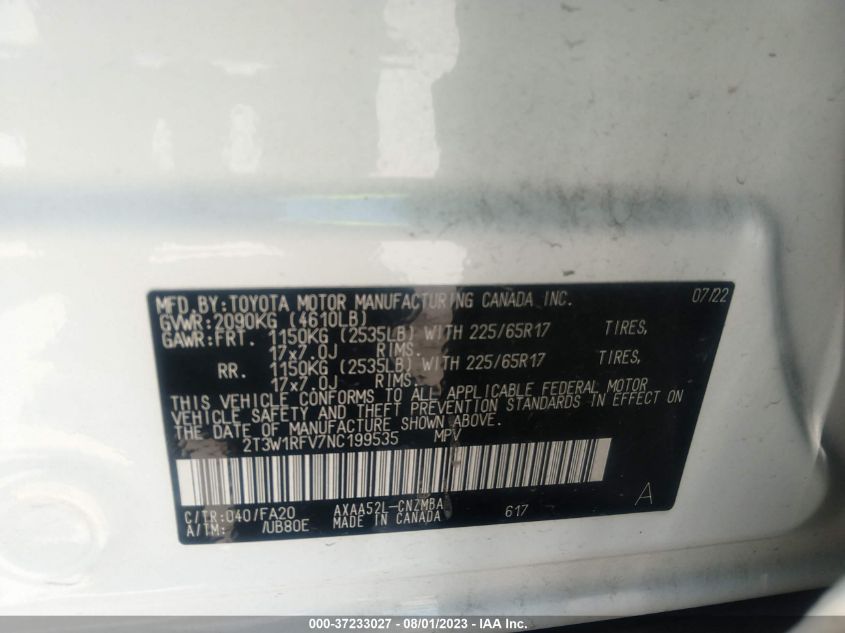 MFD. BY: TOYOTA MOTOR MANUFACTURING CANADA INC. 07/22
GVWR: 2090KG (4610LB)
GAWR: FRT. 1150KG (2535LB) WITH 225/65R17 TIRES,
17x7.0J RIMS.
RR. 1150KG (2535LB) WITH 225/65R17 TIRES,
17x7.0J RIMS.
THIS VEHICLE CONFORMS TO ALL APPLICABLE FEDERAL MOTOR
VEHICLE SAFETY AND THEFT PREVENTION STANDARDS IN EFFECT ON
THE DATE OF MANUFACTURE SHOWN ABOVE.
2T3W1RFV7NC199535 MPV
C/TR: 040/FA20 AXAA52L-CNZMBA 617 A
A/TM: /UB80E MADE IN CANADA
000-37233027 - 08/01/2023 - IAA Inc.